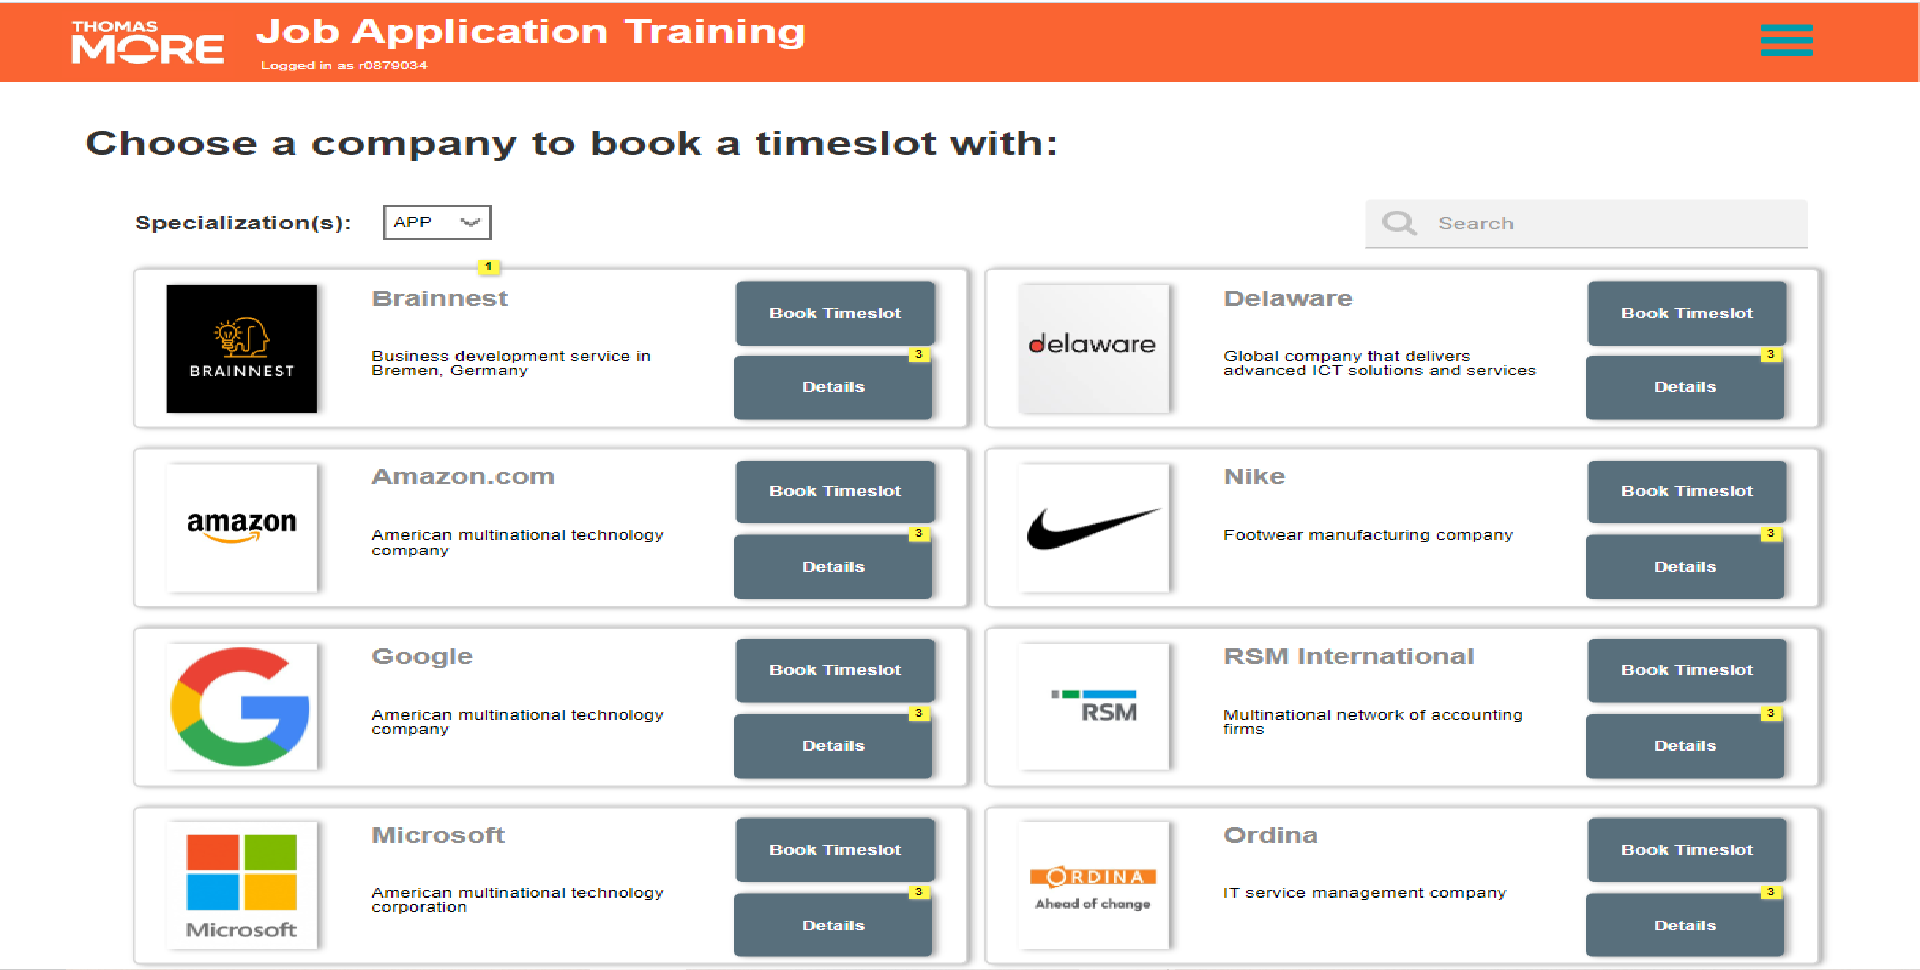 THOMAS
MORE
Job Application Training
Logged in as r0879034
Choose a company to book a timeslot with:
Specialization(s):
APP
Search
1
BRAINNEST
Brainnest
Business development service in
Bremen, Germany
Book Timeslot
3
Details
delaware
Delaware
Global company that delivers
advanced ICT solutions and services
Book Timeslot
3
Details
amazon
Amazon.com
American multinational technology
company
Book Timeslot
3
Details
Nike
Footwear manufacturing company
Book Timeslot
3
Details
Google
American multinational technology
company
Book Timeslot
3
Details
RSM
RSM International
Multinational network of accounting
firms
Book Timeslot
3
Details
Microsoft
Microsoft
American multinational technology
corporation
Book Timeslot
3
Details
ORDINA
Ahead of change
Ordina
IT service management company
Book Timeslot
3
Details